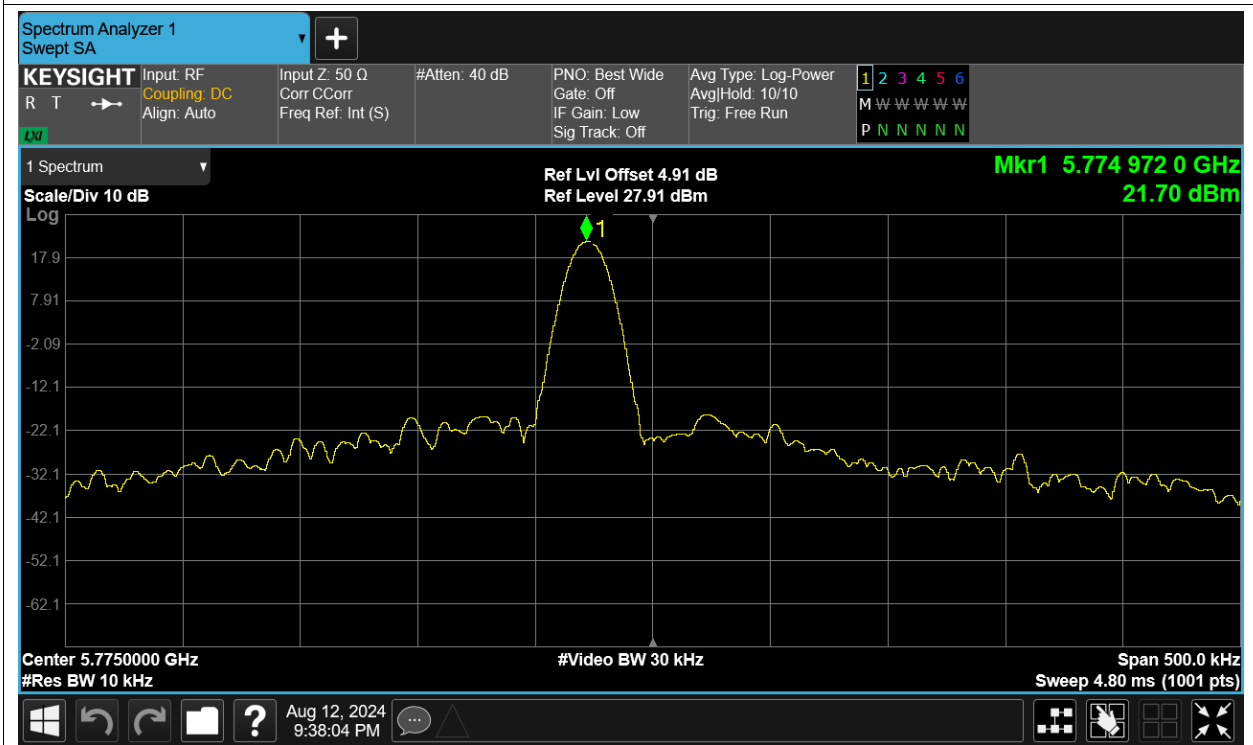 Spectrum Analyzer 1
Swept SA
KEYSIGHT
R T
LXI
Input: RF
Coupling: DC
Align: Auto
Input Z: 50 Ω
Corr CCorr
Freq Ref: Int (S)
#Atten: 40 dB
PNO: Best Wide
Gate: Off
IF Gain: Low
Sig Track: Off
Avg Type: Log-Power
Avg|Hold: 10/10
Trig: Free Run
1 2 3 4 5 6
M W W W W W
P N N N N N
1 Spectrum
Scale/Div 10 dB
Log
Ref Lvl Offset 4.91 dB
Ref Level 27.91 dBm
Mkr1 5.774 972 0 GHz
21.70 dBm
1
17.9
7.91
-2.09
-12.1
-22.1
-32.1
-42.1
-52.1
-62.1
Center 5.7750000 GHz
#Video BW 30 kHz
Span 500.0 kHz
#Res BW 10 kHz
Sweep 4.80 ms (1001 pts)
?
Aug 12, 2024
9:38:04 PM